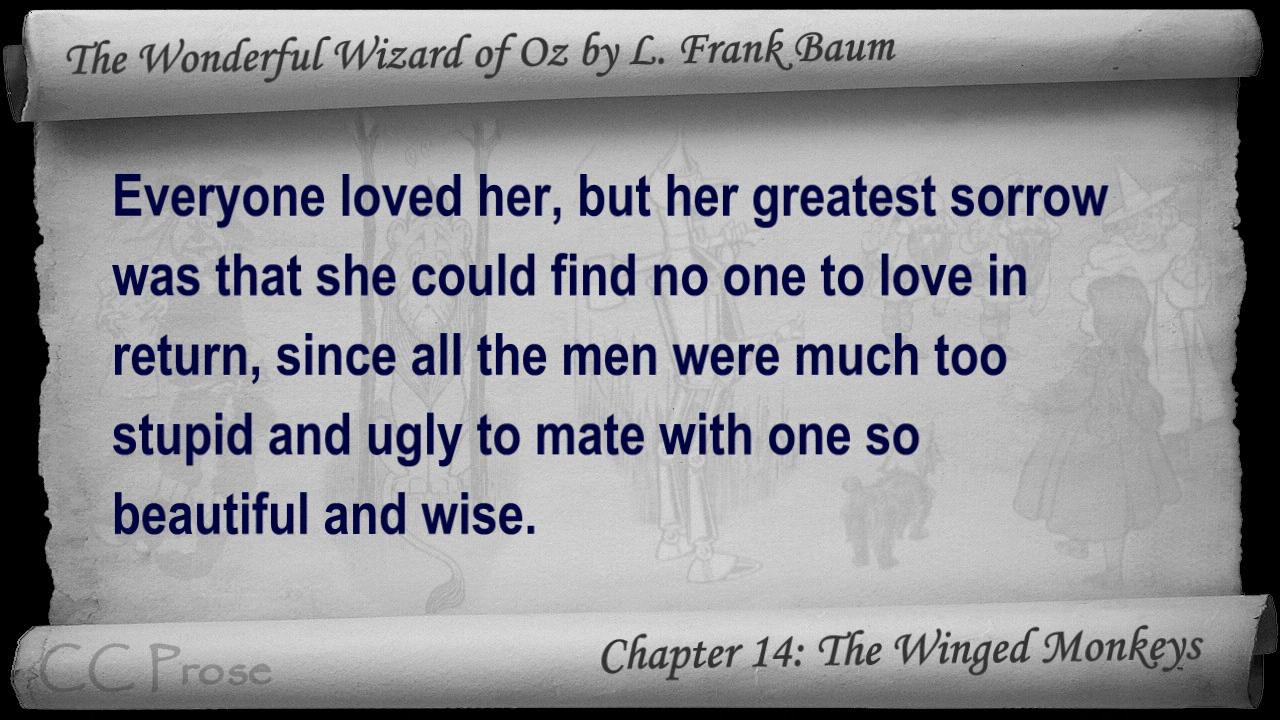 The Wonderful Wizard of Oz by L. Frank Baum
Everyone loved her, but her greatest sorrow
was that she could find no one to love in
return, since all the men were much too
stupid and ugly to mate with one so
beautiful and wise.
CC Prose
Chapter 14: The Winged Monkeys